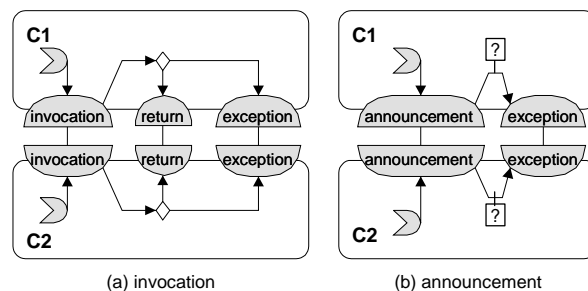 C1
invocation return exception
invocation return exception
C2
(a) invocation
C1
?
announcement exception
announcement exception
?
C2
(b) announcement